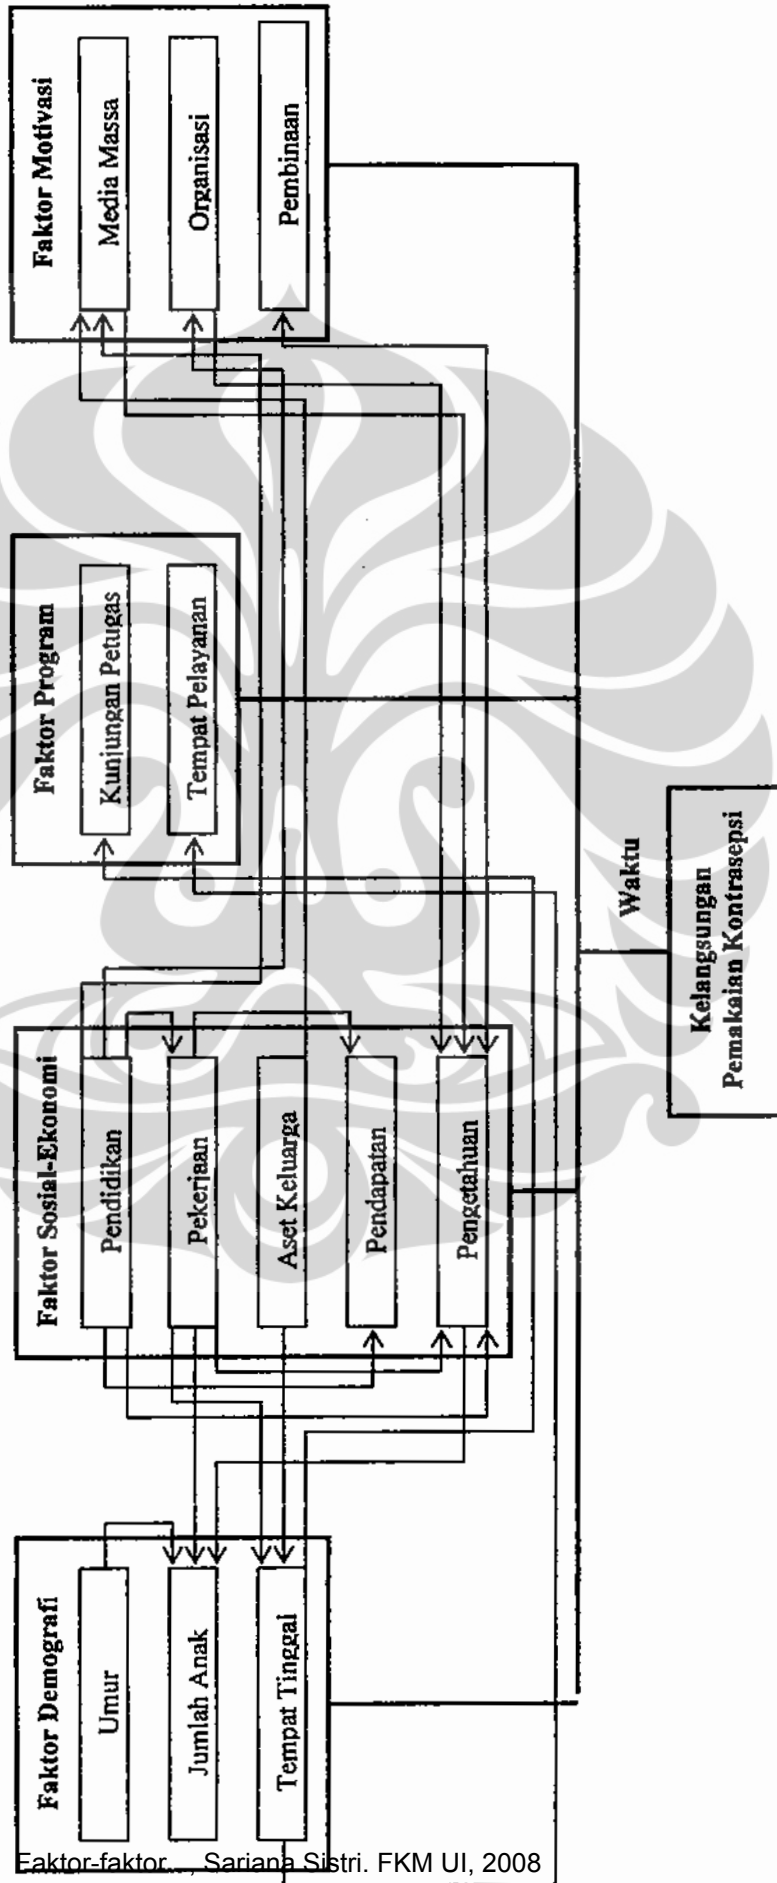 Faktor Demografi
Umur
Jumlah Anak
Tempat Tinggal
Faktor Sosial-Ekonomi
Pendidikan
Pekerjaan
Aset Keluarga
Pendapatan
Pengetahuan
Faktor Program
Kunjungan Petugas
Tempat Pelayanan
Faktor Motivasi
Media Massa
Organisasi
Pembinaan
Waktu
Kelangsungan
Pemakaian Kontrasepsi
Faktor-faktor..., Sariana Sistri. FKM UI, 2008